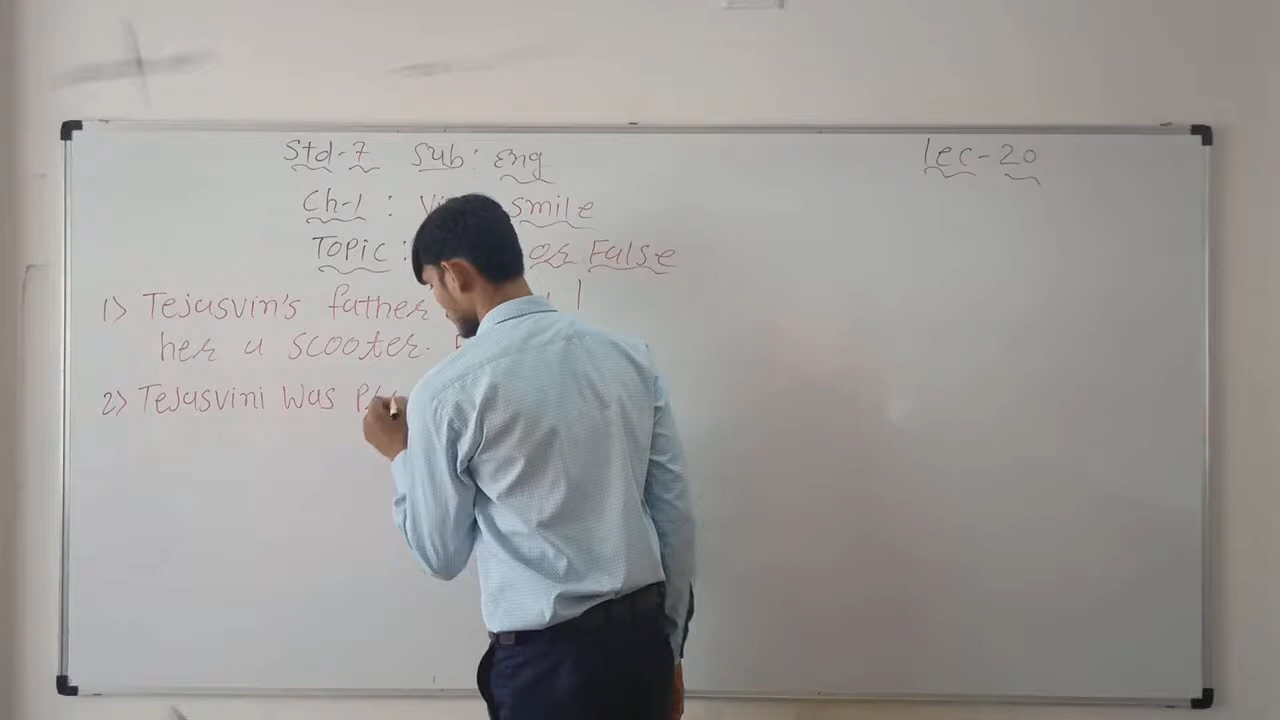 Std-7 Sub: Eng
lec-20
Ch-1 : Smile
Topic : or False
1> Tejasvin's father
her a scooter.
2> Tejasvini Was